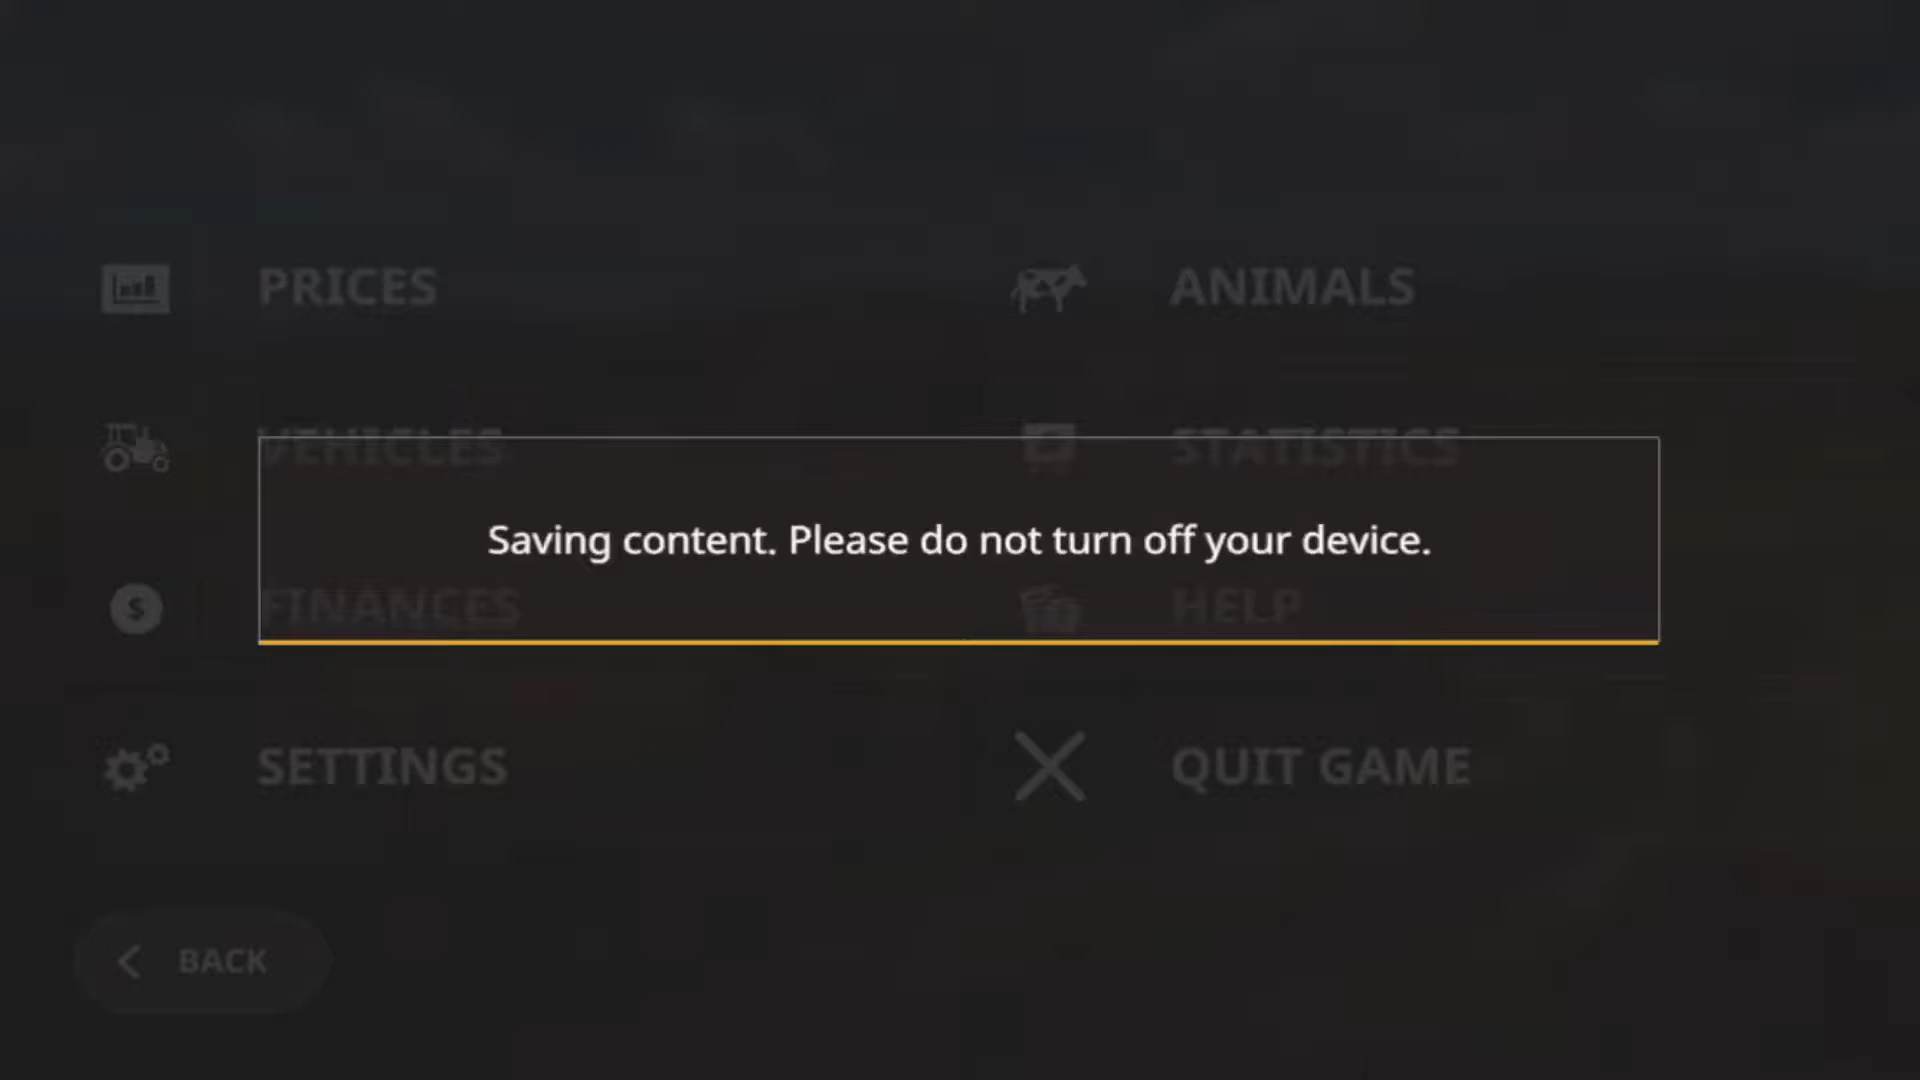 PRICES
ANIMALS
VEHICLES
STATISTICS
Saving content. Please do not turn off your device.
FINANCES
HELP
SETTINGS
QUIT GAME
BACK